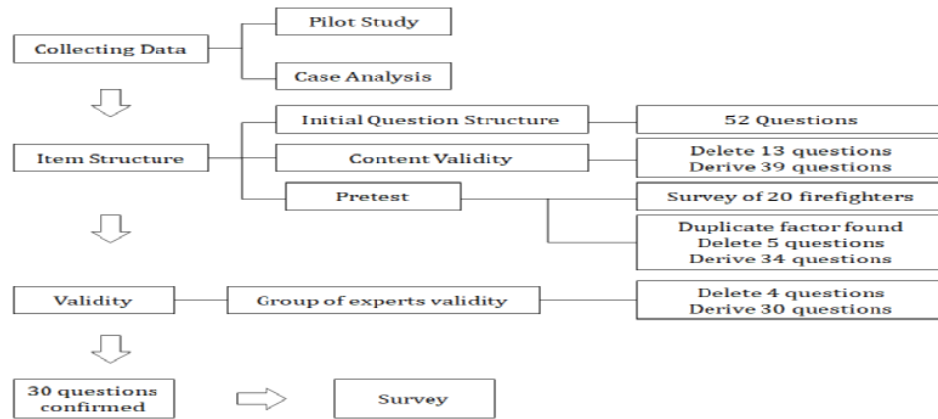 Pilot Study
Collecting Data
Case Analysis
Initial Question Structure
52 Questions
Item Structure
Content Validity
Delete 13 questions
Derive 39 questions
Pretest
Survey of 20 firefighters
Duplicate factor found
Delete 5 questions
Derive 34 questions
Validity
Group of experts validity
Delete 4 questions
Derive 30 questions
30 questions
confirmed
Survey